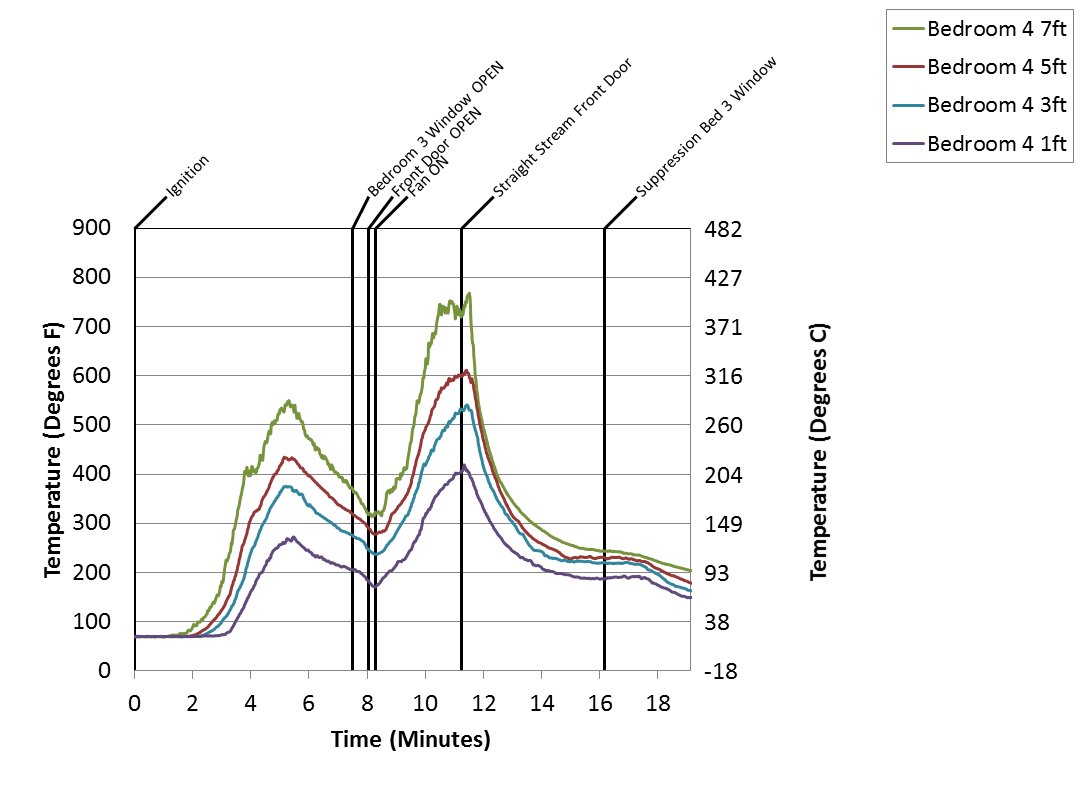 Bedroom 4 7ft
Bedroom 4 5ft
Bedroom 4 3ft
Bedroom 4 1ft
Ignition
Bedroom 3 Window OPEN
Front Door OPEN
Fan ON
Straight Stream Front Door
Suppression Bed 3 Window
900
800
700
600
500
400
300
200
100
0
Temperature (Degrees F)
482
427
371
316
260
204
149
93
38
-18
Temperature (Degrees C)
0 2 4 6 8 10 12 14 16 18
Time (Minutes)